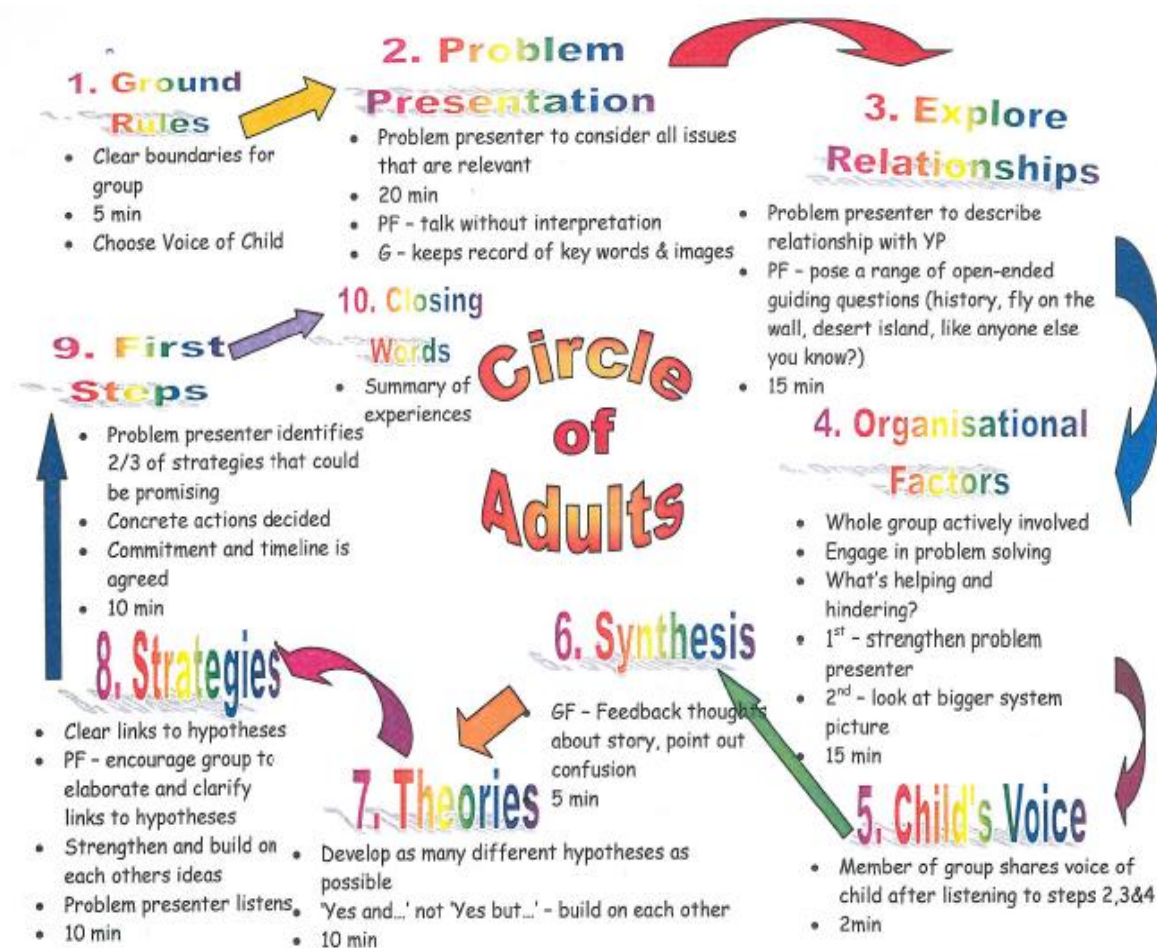 1. Ground
Rules
• Clear boundaries for
group
• 5 min
• Choose Voice of Child
2. Problem
Presentation
• Problem presenter to consider all issues
that are relevant
• 20 min
• PF – talk without interpretation
• G – keeps record of key words & images
3. Explore
Relationships
• Problem presenter to describe
relationship with YP
• PF – pose a range of open-ended
guiding questions (history, fly on the
wall, desert island, like anyone else
you know?)
• 15 min
4. Organisational
Factors
• Whole group actively involved
• Engage in problem solving
• What's helping and
hindering?
• 1st – strengthen problem
presenter
• 2nd – look at bigger system
picture
• 15 min
5. Child's Voice
• Member of group shares voice of
child after listening to steps 2,3&4
• 2min
6. Synthesis
• GF – Feedback thoughts
about story, point out
confusion
5 min
7. Theories
• Develop as many different hypotheses as
possible
• 'Yes and...' not 'Yes but...' – build on each other
• 10 min
8. Strategies
• Clear links to hypotheses
• PF – encourage group to
elaborate and clarify
links to hypotheses
• Strengthen and build on
each others ideas
• Problem presenter listens
• 10 min
9. First
Steps
• Problem presenter identifies
2/3 of strategies that could
be promising
• Concrete actions decided
• Commitment and timeline is
agreed
• 10 min
10. Closing
Words
• Summary of
experiences
Circle
of
Adults